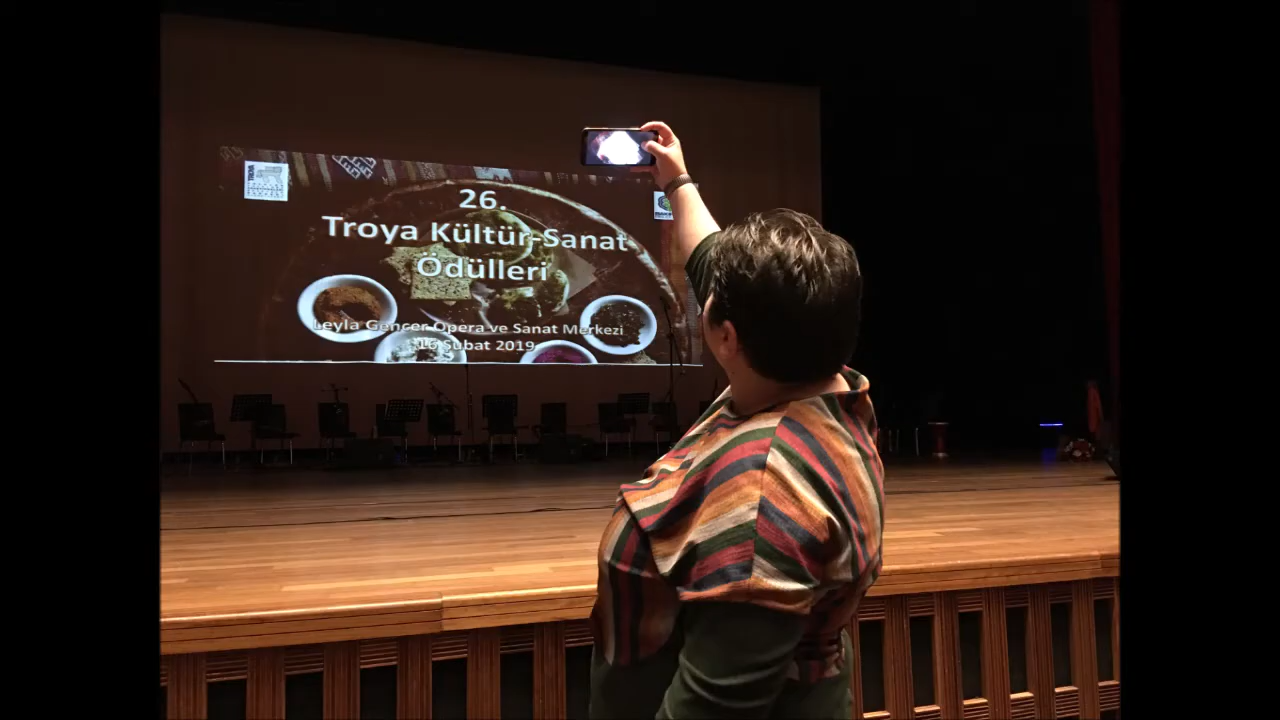 26.
Troya Kültür-Sanat
Ödülleri
Leyla Gencer Opera ve Sanat Merkezi
16 Şubat 2019